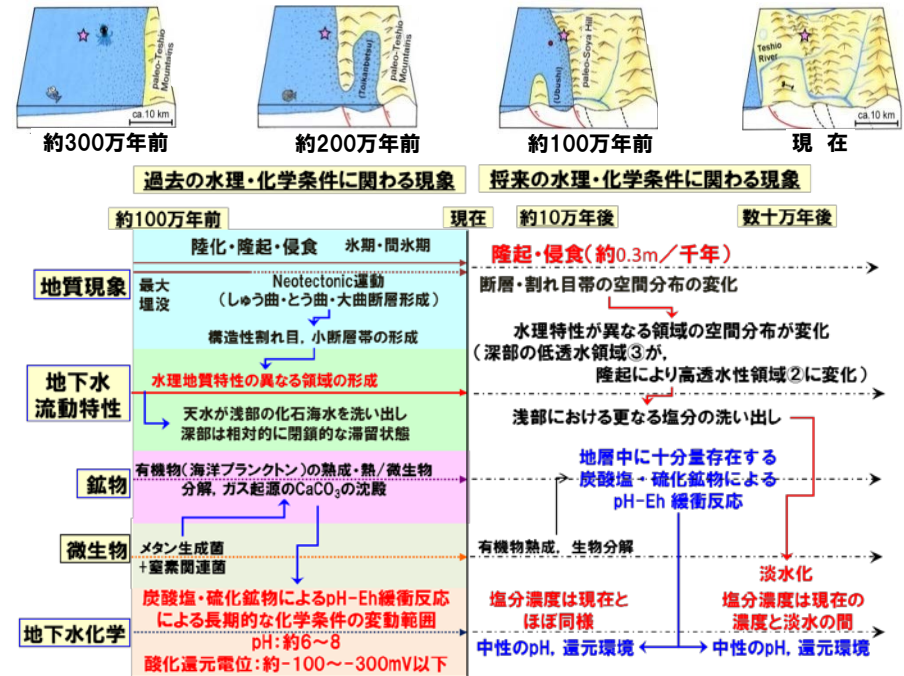 paleo-Teshio Mountains
ca.10 km
約300万年前
(Toikanbetsu)
paleo-Teshio Mountains
約200万年前
(Ubushi)
paleo-Soya Hill
約100万年前
Teshio River
ca.10 km
現 在
過去の水理・化学条件に関わる現象
将来の水理・化学条件に関わる現象
約100万年前
現在
約10万年後
数十万年後
地質現象
陸化・隆起・侵食 氷期・間氷期
最大
埋没
Neotectonic運動
（しゅう曲・とう曲・大曲断層形成）
構造性割れ目，小断層帯の形成
隆起・侵食（約0.3m／千年）
断層・割れ目帯の空間分布の変化
水理特性が異なる領域の空間分布が変化
（深部の低透水領域③が，
隆起により高透水性領域②に変化）
地下水
流動特性
水理地質特性の異なる領域の形成
天水が浅部の化石海水を洗い出し
深部は相対的に閉鎖的な滞留状態
浅部における更なる塩分の洗い出し
鉱物
有機物（海洋プランクトン）の熟成・熱/微生物
分解，ガス起源のCaCO₃の沈殿
地層中に十分量存在する
炭酸塩・硫化鉱物による
pH-Eh 緩衝反応
微生物
メタン生成菌
+窒素関連菌
有機物熟成，生物分解
淡水化
地下水化学
炭酸塩・硫化鉱物によるpH-Eh緩衝反応
による長期的な化学条件の変動範囲
pH：約6～8
酸化還元電位：約-100～-300mV以下
塩分濃度は現在と
ほぼ同様
中性のpH，還元環境
塩分濃度は現在の
濃度と淡水の間
中性のpH，還元環境